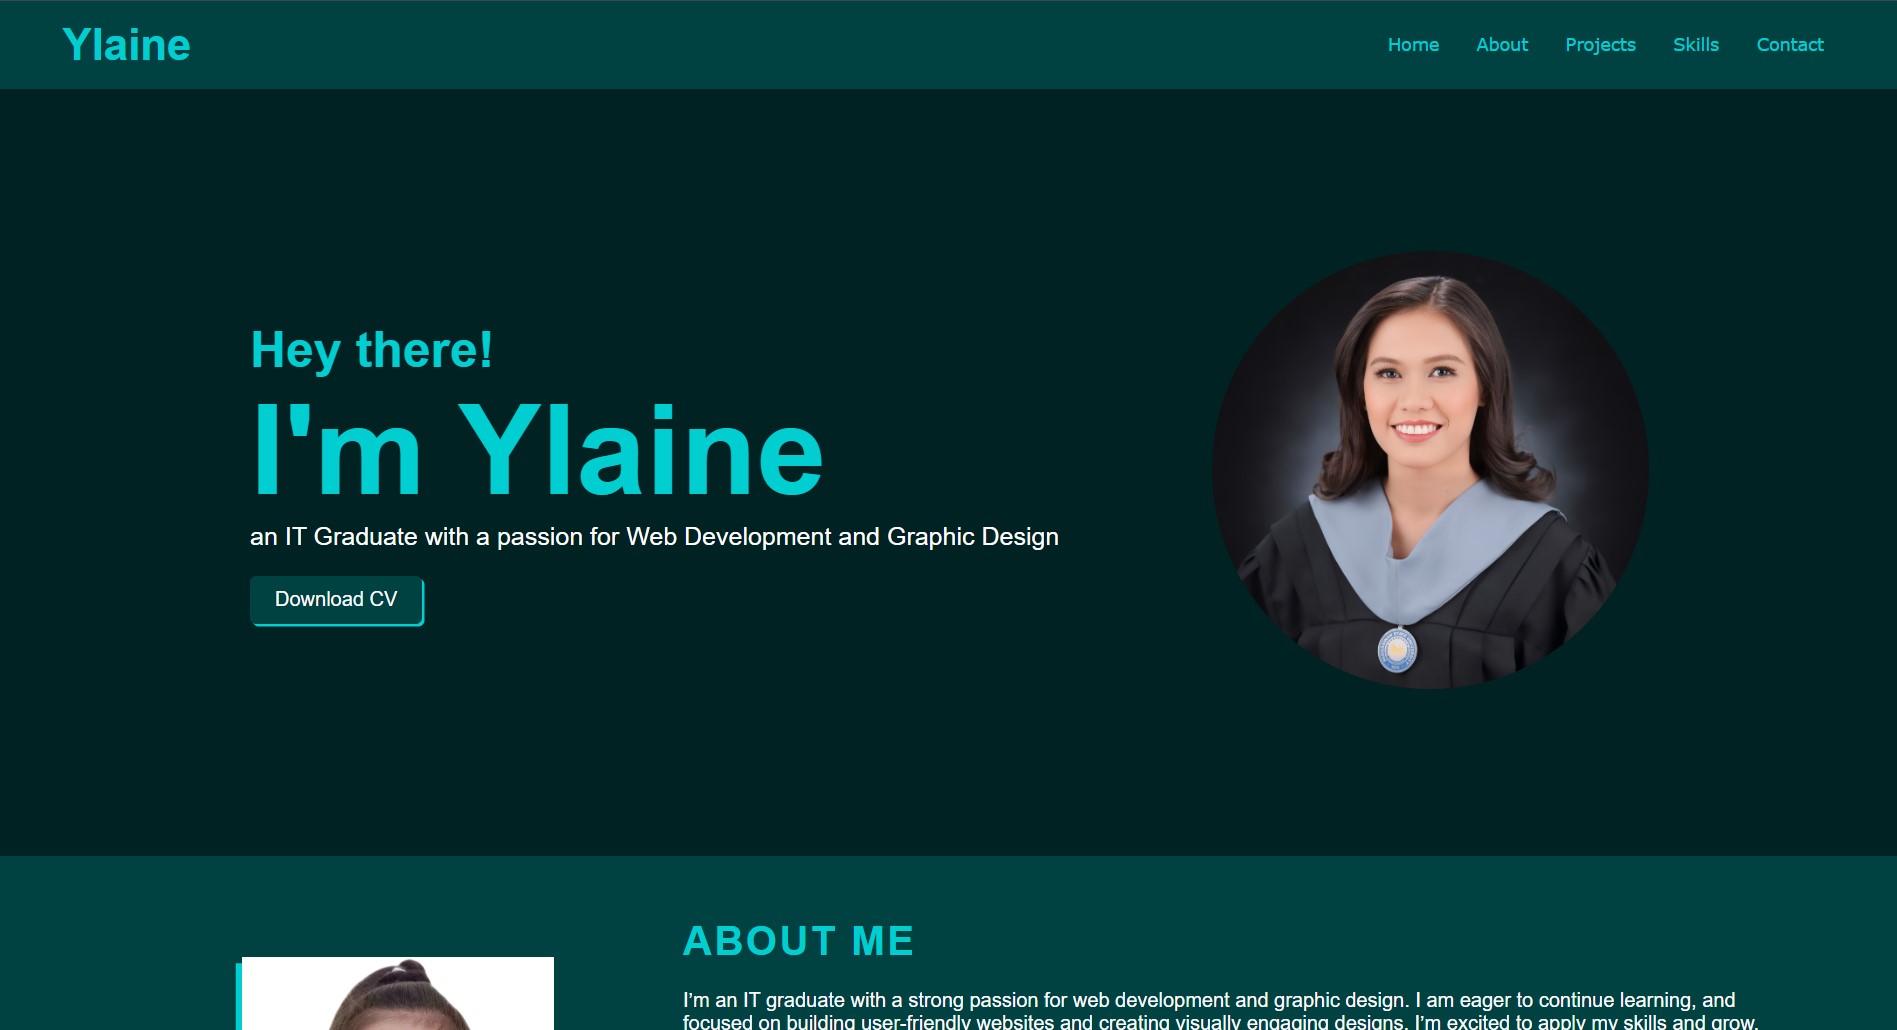 Ylaine
Home About Projects Skills Contact
Hey there!
I'm Ylaine
an IT Graduate with a passion for Web Development and Graphic Design
Download CV
ABOUT ME
I’m an IT graduate with a strong passion for web development and graphic design. I am eager to continue learning, and
focused on building user-friendly websites and creating visually engaging designs. I’m excited to apply my skills and grow.